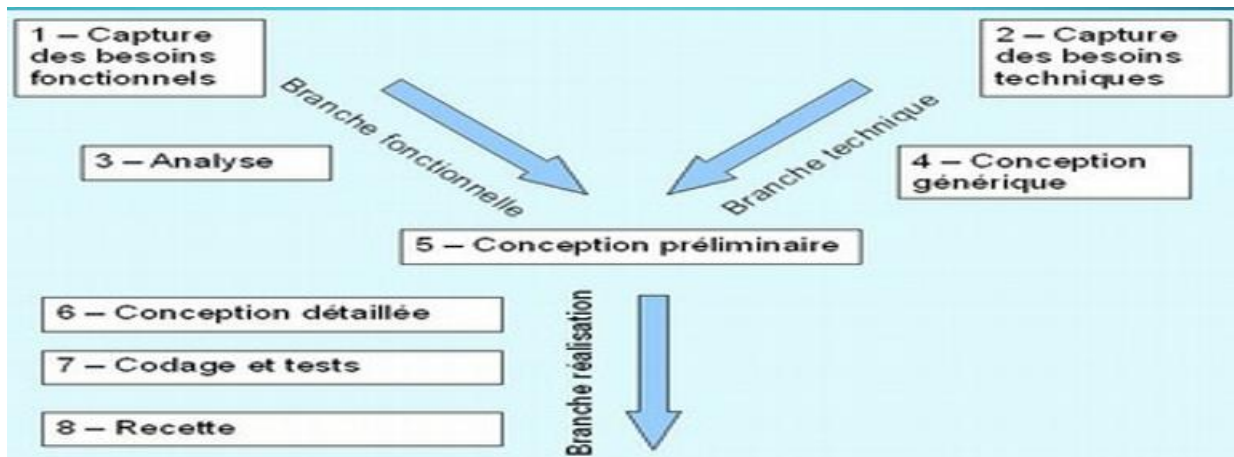 1 – Capture
des besoins
fonctionnels
2 – Capture
des besoins
techniques
Branche fonctionnelle
Branche technique
3 – Analyse
4 – Conception
générique
5 – Conception préliminaire
6 – Conception détaillée
7 – Codage et tests
8 – Recette
Branche réalisation